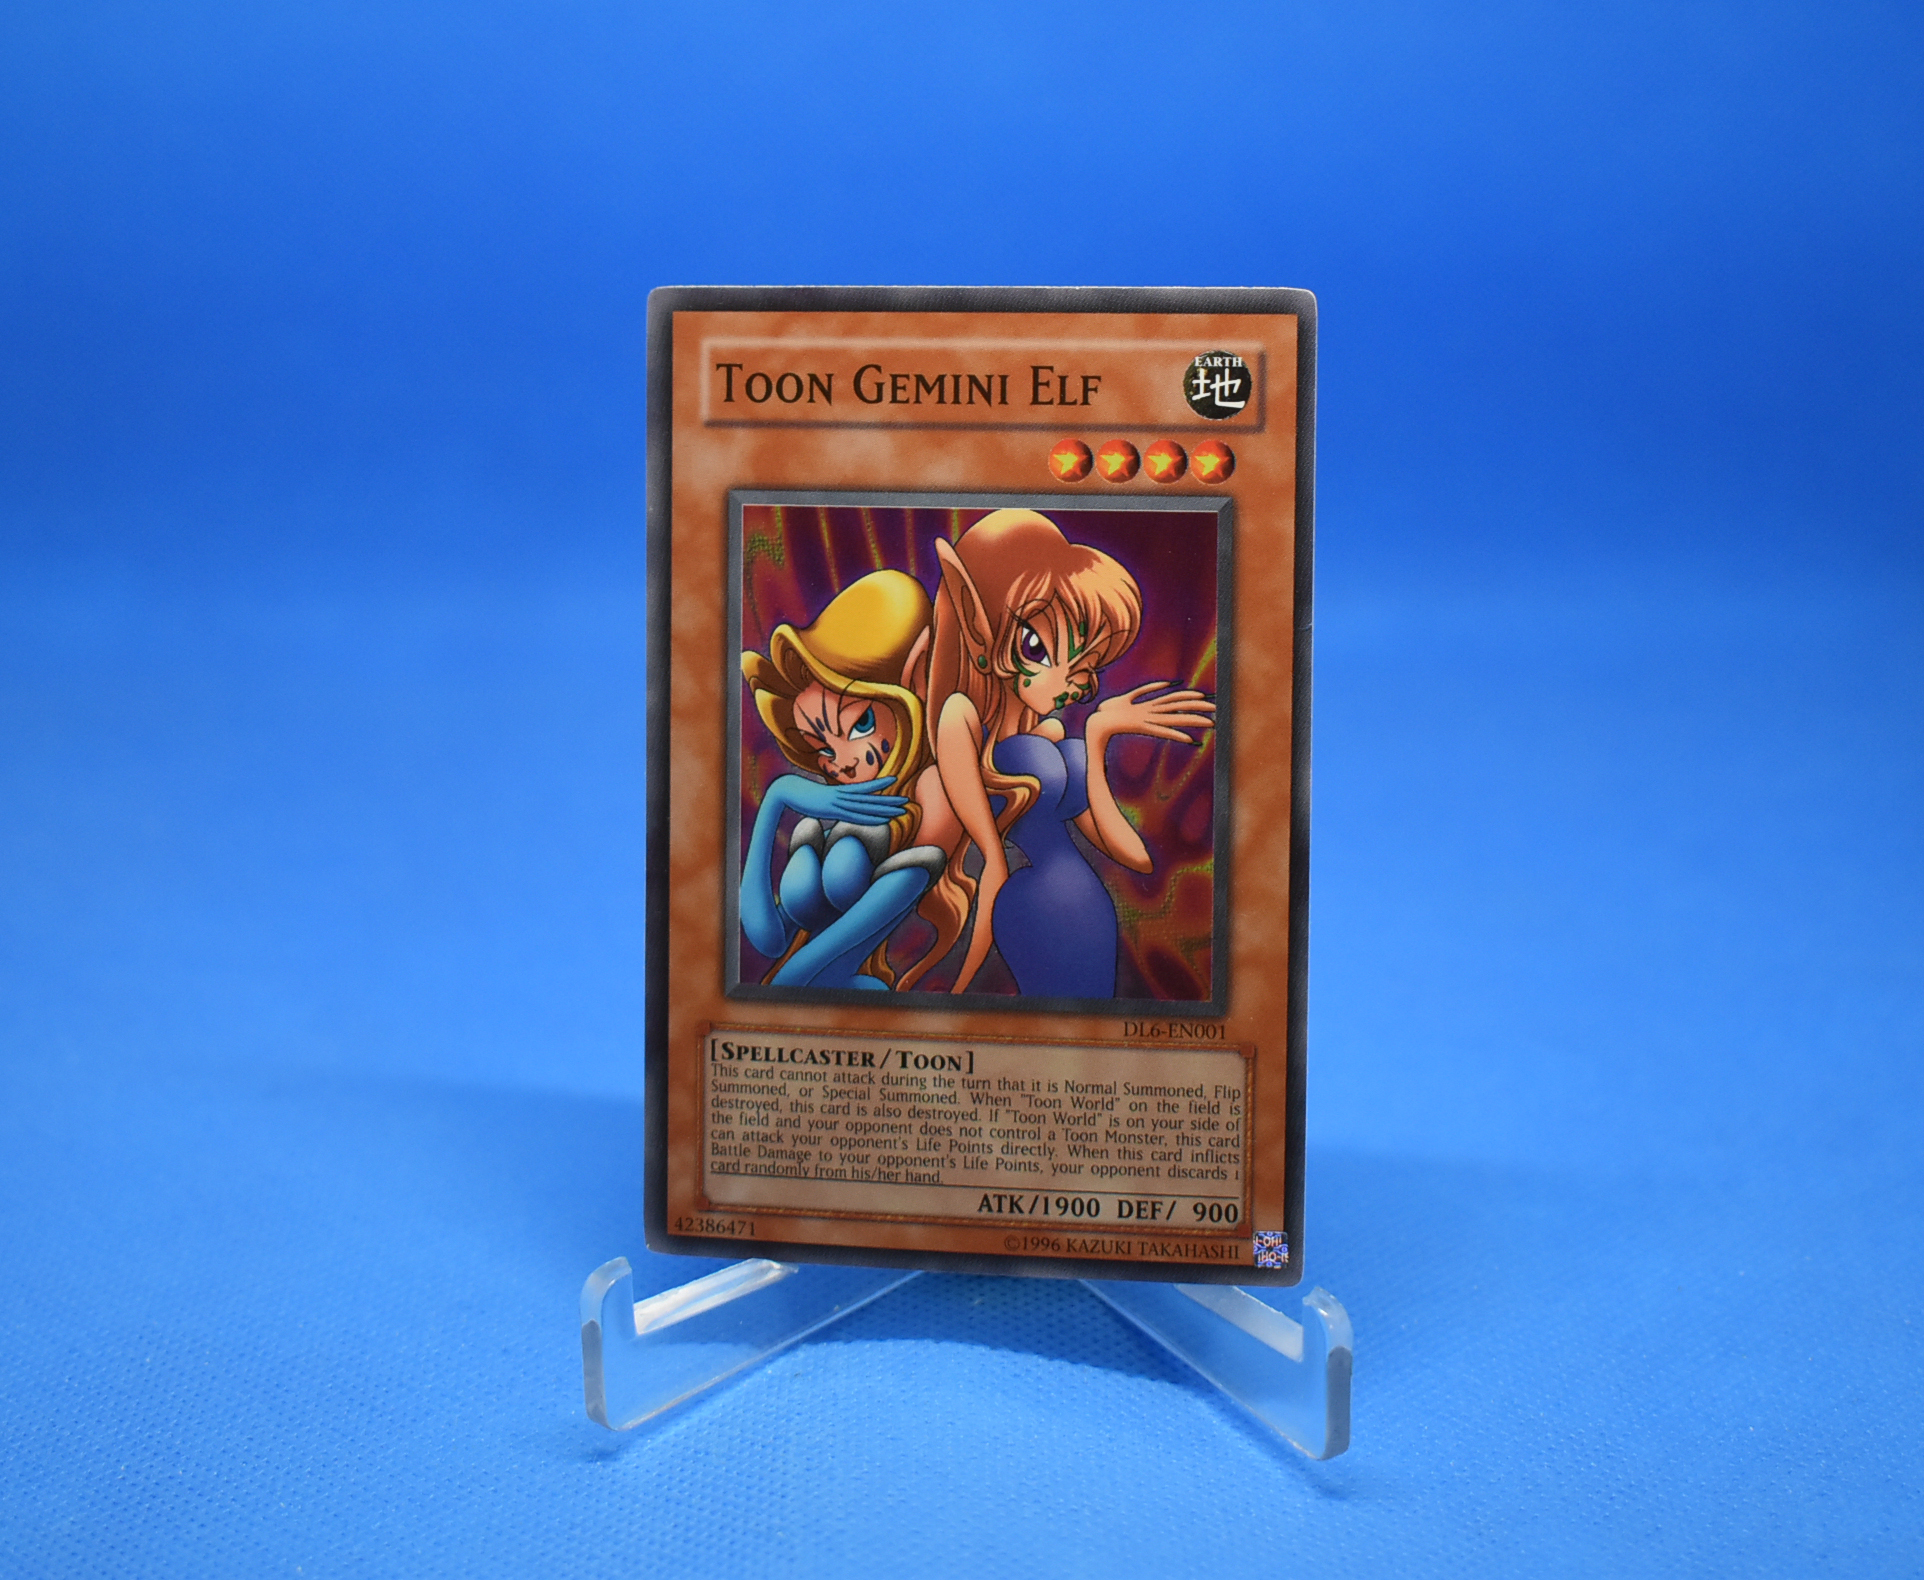 TOON GEMINI ELF
EARTH
地
DL6-EN001
[SPELLCASTER/TOON]
This card cannot attack during the turn that it is Normal Summoned, Flip
Summoned, or Special Summoned. When "Toon World" on the field is
destroyed, this card is also destroyed. If "Toon World" is on your side of
the field and your opponent does not control a Toon Monster, this card
can attack your opponent's Life Points directly. When this card inflicts
Battle Damage to your opponent's Life Points, your opponent discards 1
card randomly from his/her hand.
ATK/1900 DEF/ 900
42386471
©1996 KAZUKI TAKAHASHI